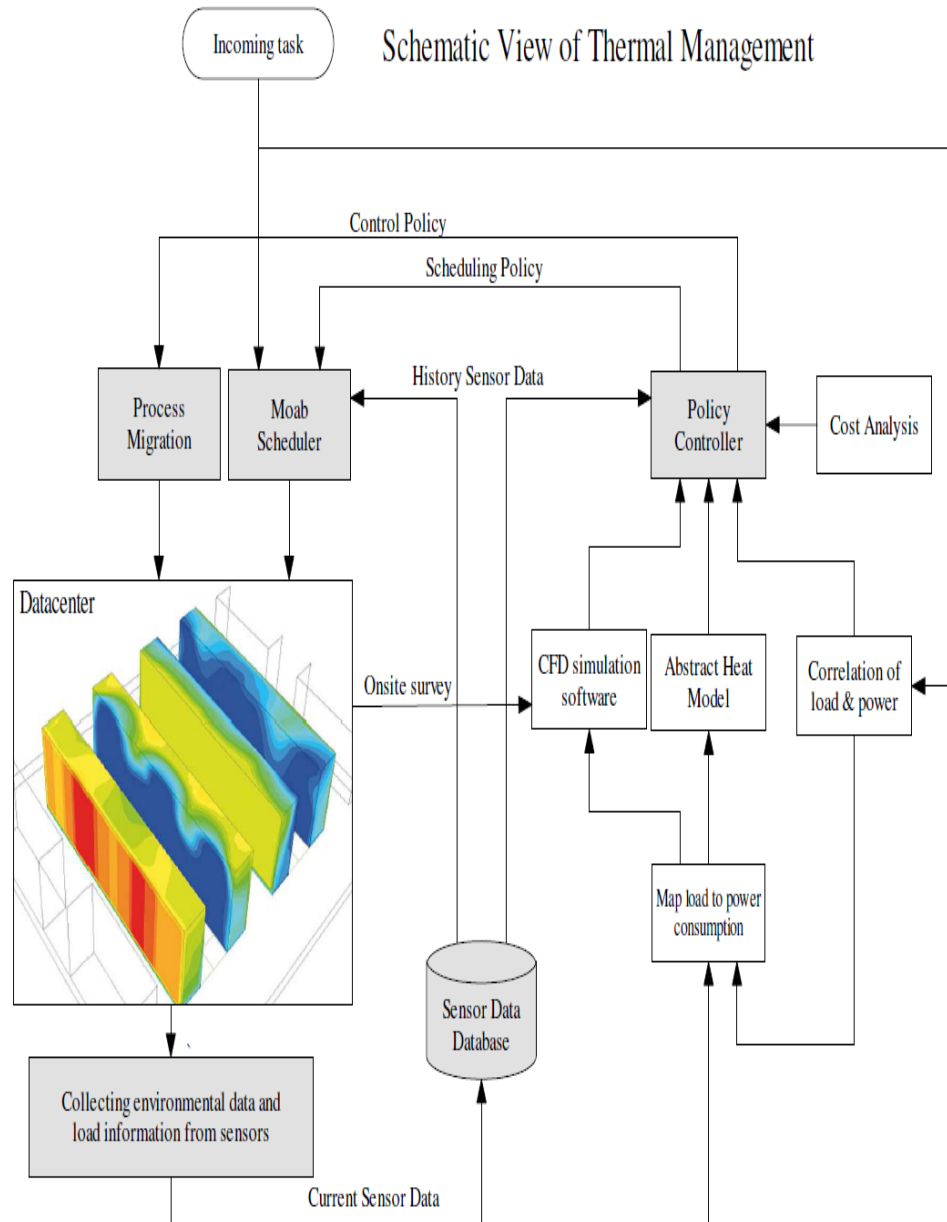 Incoming task
Schematic View of Thermal Management
Control Policy
Scheduling Policy
History Sensor Data
Process
Migration
Moab
Scheduler
Policy
Controller
Cost Analysis
Datacenter
Onsite survey
CFD simulation
software
Abstract Heat
Model
Correlation of
load & power
Map load to power
consumption
Sensor Data
Database
Collecting environmental data and
load information from sensors
Current Sensor Data